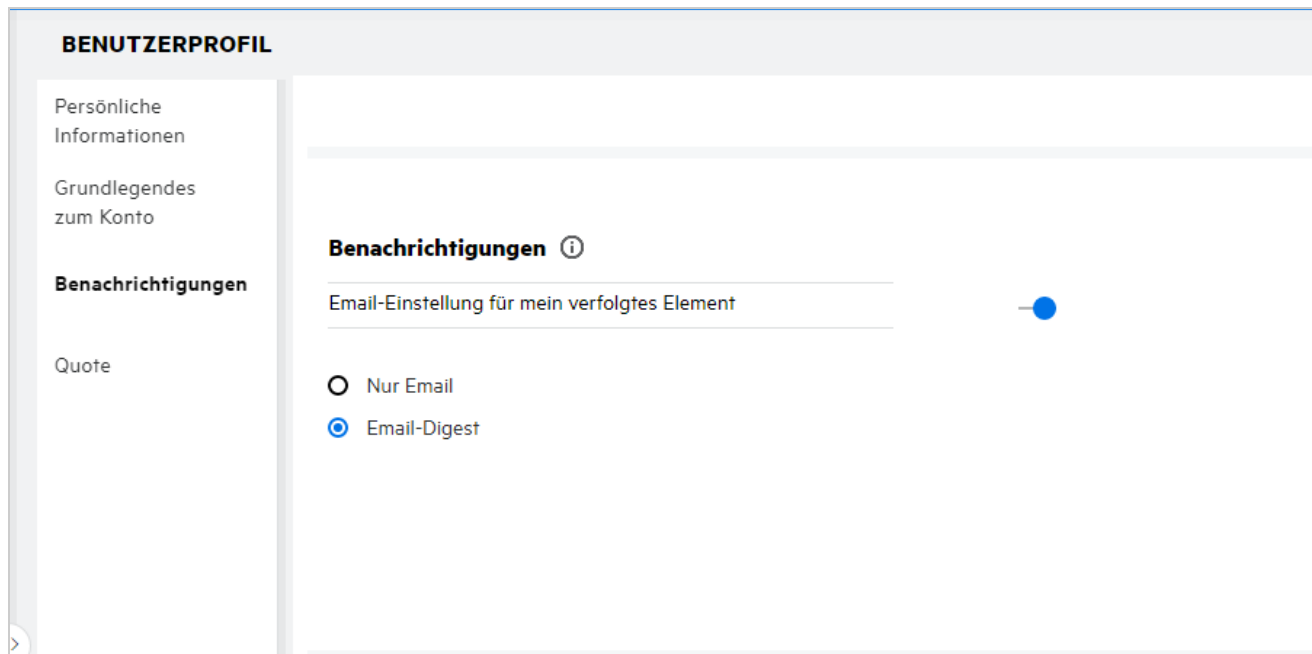 BENUTZERPROFIL
Persönliche
Informationen
Grundlegendes
zum Konto
Benachrichtigungen
Quote
Benachrichtigungen
Email-Einstellung für mein verfolgtes Element
Nur Email
Email-Digest